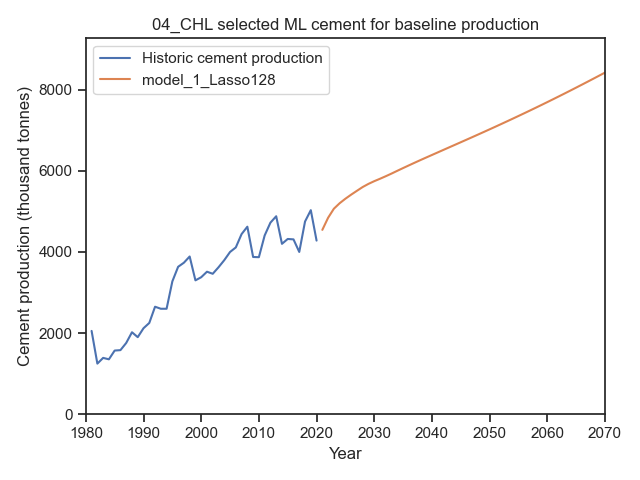 04_CHL selected ML cement for baseline production
Historic cement production
model_1_Lasso128
Cement production (thousand tonnes)
8000
6000
4000
2000
0
1980 1990 2000 2010 2020 2030 2040 2050 2060 2070
Year